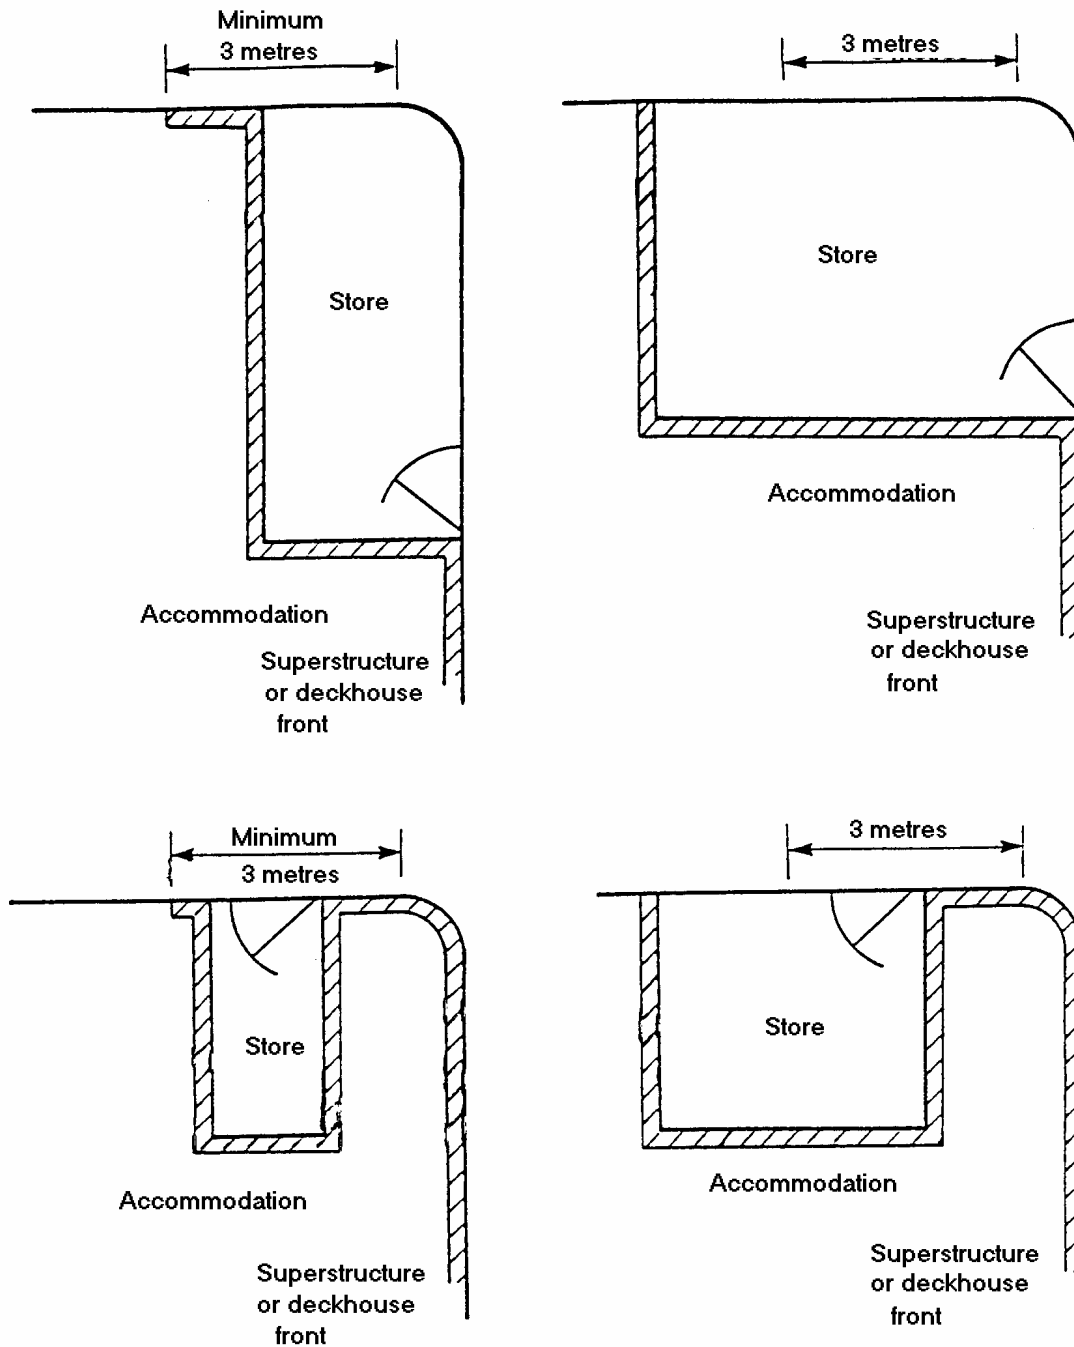 Minimum
3 metres
Store
Accommodation
Superstructure
or deckhouse
front
3 metres
Store
Accommodation
Superstructure
or deckhouse
front
Minimum
3 metres
Store
Accommodation
Superstructure
or deckhouse
front
3 metres
Store
Accommodation
Superstructure
or deckhouse
front